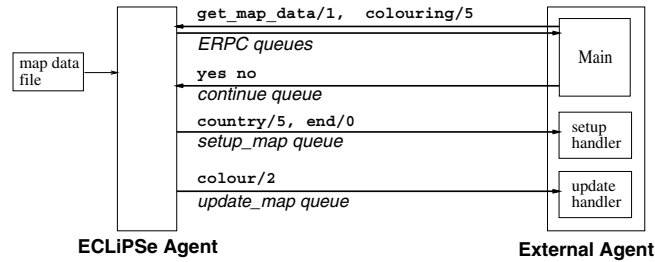 get_map_data/1, colouring/5
ERPC queues
Main
map data
file
yes no
continue queue
country/5, end/0
setup_map queue
setup
handler
colour/2
update_map queue
update
handler
ECLiPSe Agent
External Agent